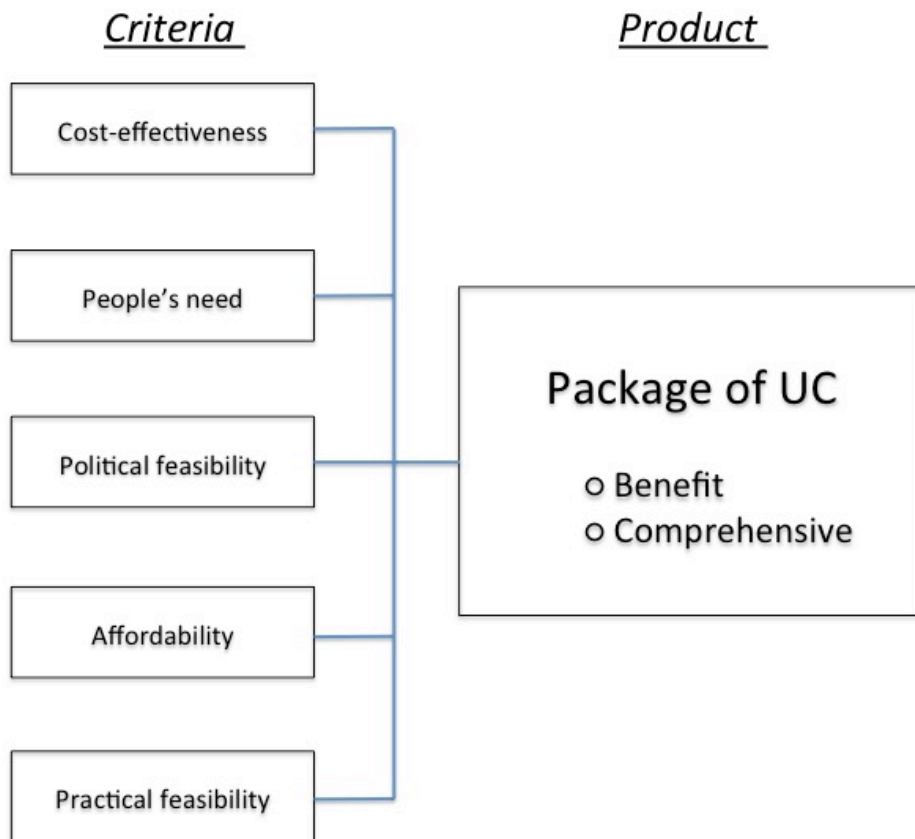 Criteria
Product
Cost-effectiveness
People’s need
Political feasibility
Affordability
Practical feasibility
Package of UC
○ Benefit
○ Comprehensive